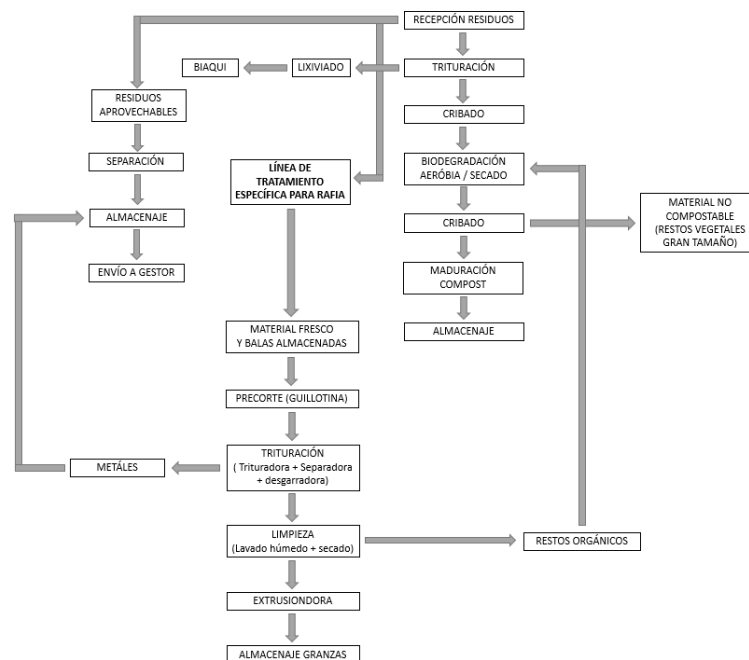 RECEPCIÓN RESIDUOS
BIAQUI
LIXIVIADO
TRITURACIÓN
RESIDUOS
APROVECHABLES
CRIBADO
SEPARACIÓN
LÍNEA DE
TRATAMIENTO
ESPECÍFICA PARA RAFIA
BIODEGRADACIÓN
AERÓBIA / SECADO
ALMACENAJE
CRIBADO
MATERIAL NO
COMPOSTABLE
(RESTOS VEGETALES
GRAN TAMAÑO)
ENVÍO A GESTOR
MADURACIÓN
COMPOST
MATERIAL FRESCO
Y BALAS ALMACENADAS
ALMACENAJE
PRECORTE (GUILLOTINA)
METÁLES
TRITURACIÓN
( Trituradora + Separadora
+ desgarradora)
LIMPIEZA
(Lavado húmedo + secado)
RESTOS ORGÁNICOS
EXTRUSIONDORA
ALMACENAJE GRANZAS